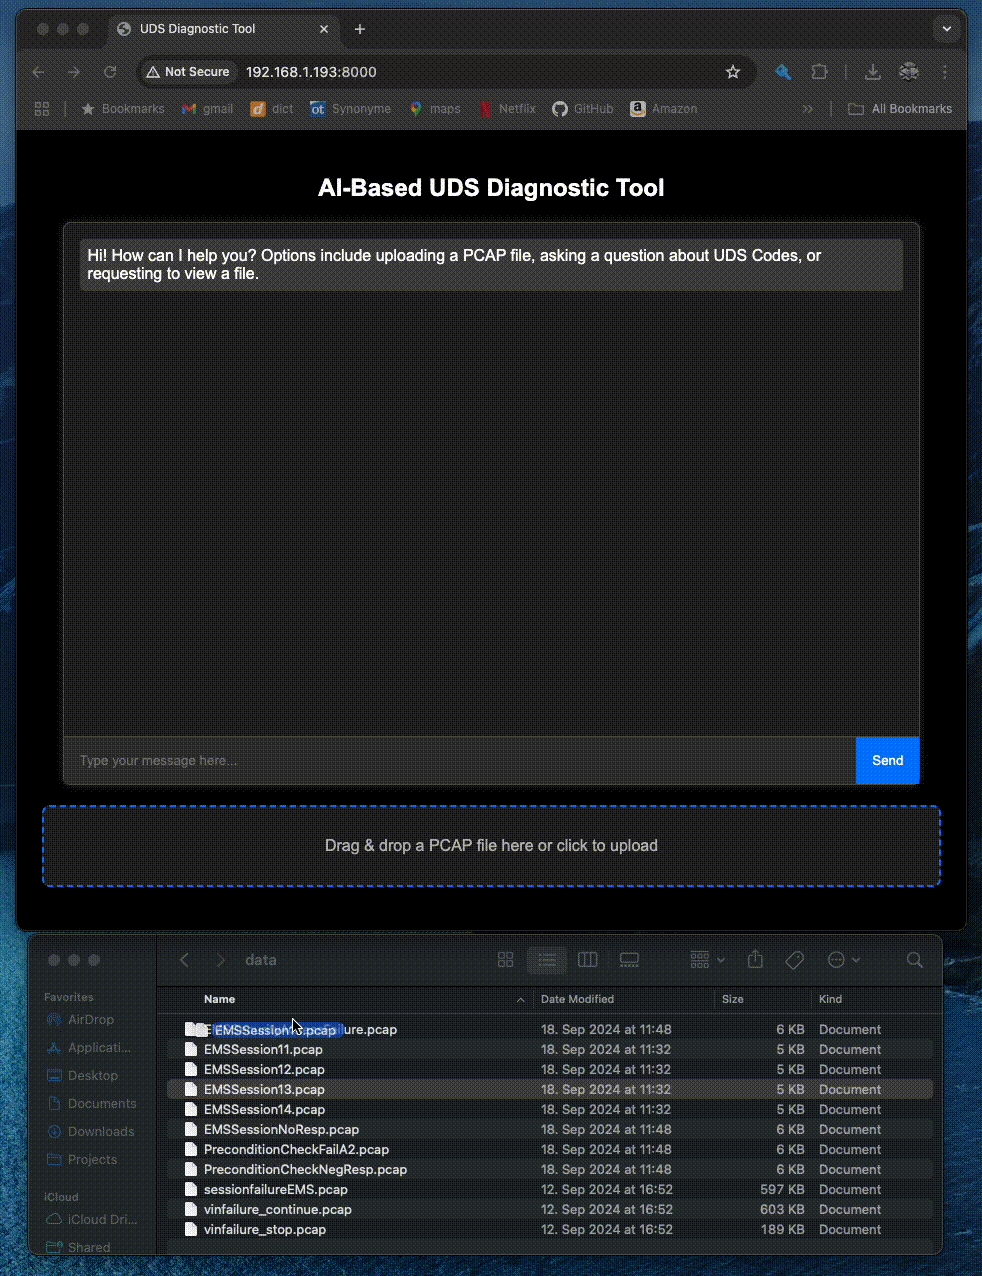 UDS Diagnostic Tool
Not Secure 192.168.1.193:8000
Bookmarks gmail dict Synonyme maps Netflix GitHub Amazon All Bookmarks
AI-Based UDS Diagnostic Tool
Hi! How can I help you? Options include uploading a PCAP file, asking a question about UDS Codes, or
requesting to view a file.
Type your message here...
Send
Drag & drop a PCAP file here or click to upload
data
Favorites
AirDrop
Applicati...
Desktop
Documents
Downloads
Projects
iCloud
iCloud Dri...
Shared
Name Date Modified Size Kind
18. Sep 2024 at 11:48 6 KB Document
EMSSession11.pcap 18. Sep 2024 at 11:32 5 KB Document
EMSSession12.pcap 18. Sep 2024 at 11:32 5 KB Document
EMSSession13.pcap 18. Sep 2024 at 11:32 5 KB Document
EMSSession14.pcap 18. Sep 2024 at 11:32 5 KB Document
EMSSessionNoResp.pcap 18. Sep 2024 at 11:48 6 KB Document
PreconditionCheckFailA2.pcap 18. Sep 2024 at 11:48 6 KB Document
PreconditionCheckNegResp.pcap 18. Sep 2024 at 11:48 6 KB Document
sessionfailureEMS.pcap 12. Sep 2024 at 16:52 597 KB Document
vinfailure_continue.pcap 12. Sep 2024 at 16:52 603 KB Document
vinfailure_stop.pcap 12. Sep 2024 at 16:52 189 KB Document